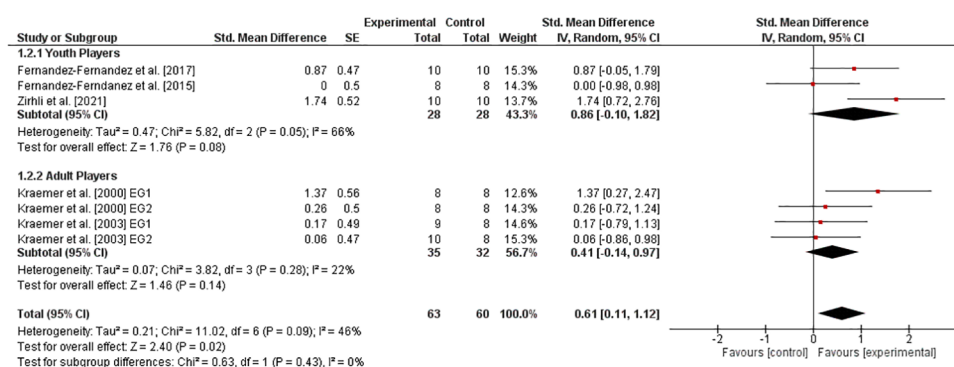 Experimental Control Std. Mean Difference Std. Mean Difference
Study or Subgroup Std. Mean Difference SE Total Total Weight IV, Random, 95% CI IV, Random, 95% CI
1.2.1 Youth Players
Fernandez-Fernandez et al. [2017] 0.87 0.47 10 10 15.3% 0.87 [-0.05, 1.79]
Fernandez-Ferndanez et al. [2015] 0 0.5 8 8 14.3% 0.00 [-0.98, 0.98]
Zirhli et al. [2021] 1.74 0.52 10 10 13.7% 1.74 [0.72, 2.76]
Subtotal (95% CI) 28 28 43.3% 0.86 [-0.10, 1.82]
Heterogeneity: Tau² = 0.47; Chi² = 5.82, df = 2 (P = 0.05); I² = 66%
Test for overall effect: Z = 1.76 (P = 0.08)
1.2.2 Adult Players
Kraemer et al. [2000] EG1 1.37 0.56 8 8 12.6% 1.37 [0.27, 2.47]
Kraemer et al. [2000] EG2 0.26 0.5 8 8 14.3% 0.26 [-0.72, 1.24]
Kraemer et al. [2003] EG1 0.17 0.49 9 8 14.6% 0.17 [-0.79, 1.13]
Kraemer et al. [2003] EG2 0.06 0.47 10 8 15.3% 0.06 [-0.86, 0.98]
Subtotal (95% CI) 35 32 56.7% 0.41 [-0.14, 0.97]
Heterogeneity: Tau² = 0.07; Chi² = 3.82, df = 3 (P = 0.28); I² = 22%
Test for overall effect: Z = 1.46 (P = 0.14)
Total (95% CI) 63 60 100.0% 0.61 [0.11, 1.12]
Heterogeneity: Tau² = 0.21; Chi² = 11.02, df = 6 (P = 0.09); I² = 46%
Test for overall effect: Z = 2.40 (P = 0.02)
Test for subgroup differences: Chi² = 0.63, df = 1 (P = 0.43), I² = 0%
-2 -1 0 1 2
Favours [control] Favours [experimental]